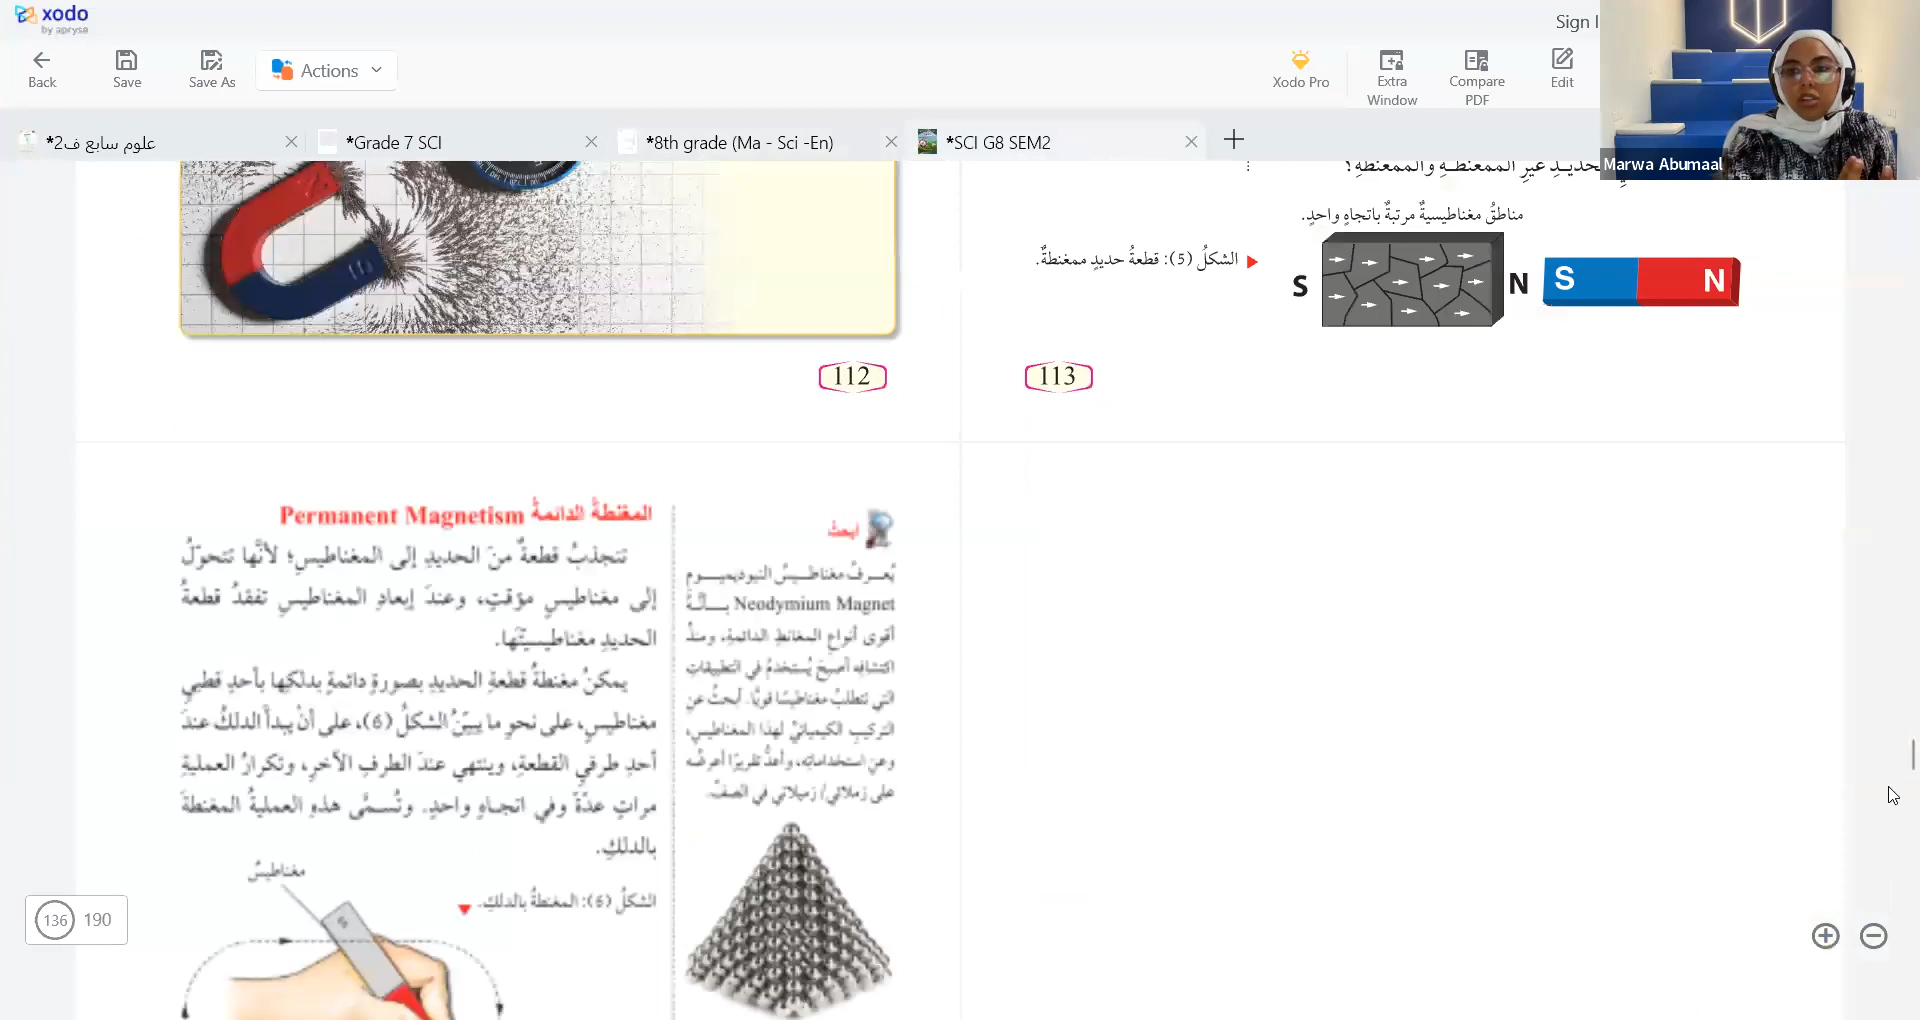 xodo
by apryse
Sign I
Back
Save
Save As
Actions
Xodo Pro
Extra Window
Compare PDF
Edit
Marwa Abumaal
*علوم سابع ف2
*Grade 7 SCI
*8th grade (Ma - Sci -En)
*SCI G8 SEM2
غيرِ الممغنطةِ والممغنطةِ؟
مناطقُ مغناطيسيةٌ مرتبةٌ باتجاهٍ واحدٍ.
الشكلُ (5): قطعةُ حديدٍ ممغنطةٌ.
S
N
S
N
112
113
المغنطةُ الدائمةُ Permanent Magnetism
تنجذبُ قطعةٌ منَ الحديدِ إلى المغناطيسِ؛ لأنَّها تتحوّلُ
إلى مغناطيسٍ مؤقتٍ، وعندَ إبعادِ المغناطيسِ تفقدُ قطعةُ
الحديدِ مغناطيسيّتَها.
يمكنُ مغنطةُ قطعةِ الحديدِ بصورةٍ دائمةٍ بدلكِها بأحدِ قطبي
مغناطيسٍ، على نحوِ ما يبيّنُ الشكلُ (6)، على أنْ يبدأَ الدلكُ عندَ
أحدِ طرفي القطعةِ، وينتهي عندَ الطرفِ الآخرِ، وتكرارُ العمليةِ
مراتٍ عدّةً وفي اتجاهٍ واحدٍ. وتُسمَّى هذهِ العمليةُ المغنطةَ
بالدلكِ.
مغناطيسٌ
الشكلُ (6): المغنطةُ بالدلكِ.
أبحثُ
يُعرفُ مغناطيسُ النيوديميوم
Neodymium Magnet بأنَّهُ
أقوى أنواعِ المغانطِ الدائمةِ، ومنذُ
اكتشافِهِ أصبحَ يُستخدمُ في التطبيقاتِ
التي تتطلبُ مغناطيسًا قويًّا. أبحثُ عنِ
التركيبِ الكيميائيِّ لهذا المغناطيسِ،
وعنِ استخداماتِهِ، وأعدُّ تقريرًا أعرضُه
على زملائي/ زميلاتي في الصفِّ.
136
190